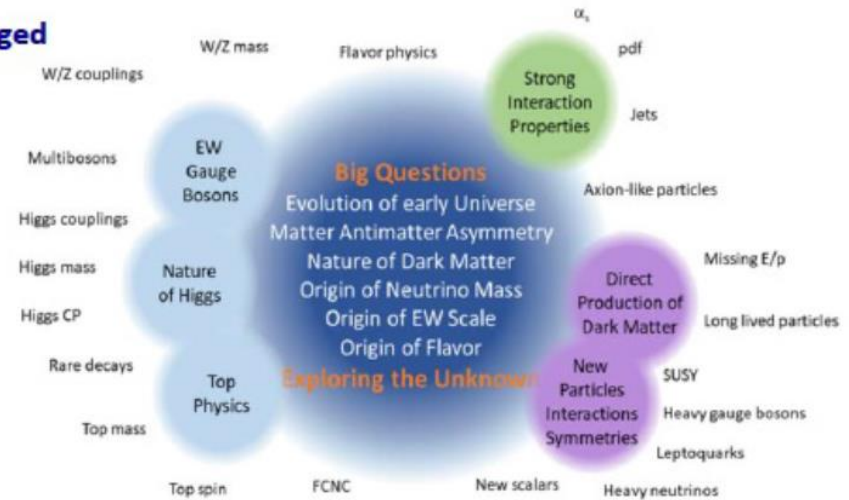 ged
W/Z couplings
W/Z mass
Flavor physics
αs
pdf
Jets
Strong
Interaction
Properties
EW
Gauge
Bosons
Multibosons
Higgs couplings
Higgs mass
Higgs CP
Nature
of Higgs
Rare decays
Top mass
Top
Physics
Top spin
FCNC
Big Questions
Evolution of early Universe
Matter Antimatter Asymmetry
Nature of Dark Matter
Origin of Neutrino Mass
Origin of EW Scale
Origin of Flavor
Exploring the Unknown
Axion-like particles
Direct
Production of
Dark Matter
Missing E/p
Long lived particles
New
Particles
Interactions
Symmetries
SUSY
Heavy gauge bosons
Leptoquarks
Heavy neutrinos
New scalars